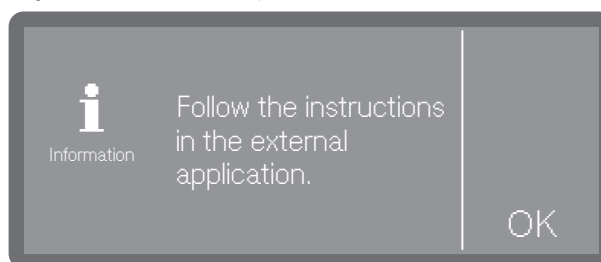 Information
Follow the instructions
in the external
application.
OK